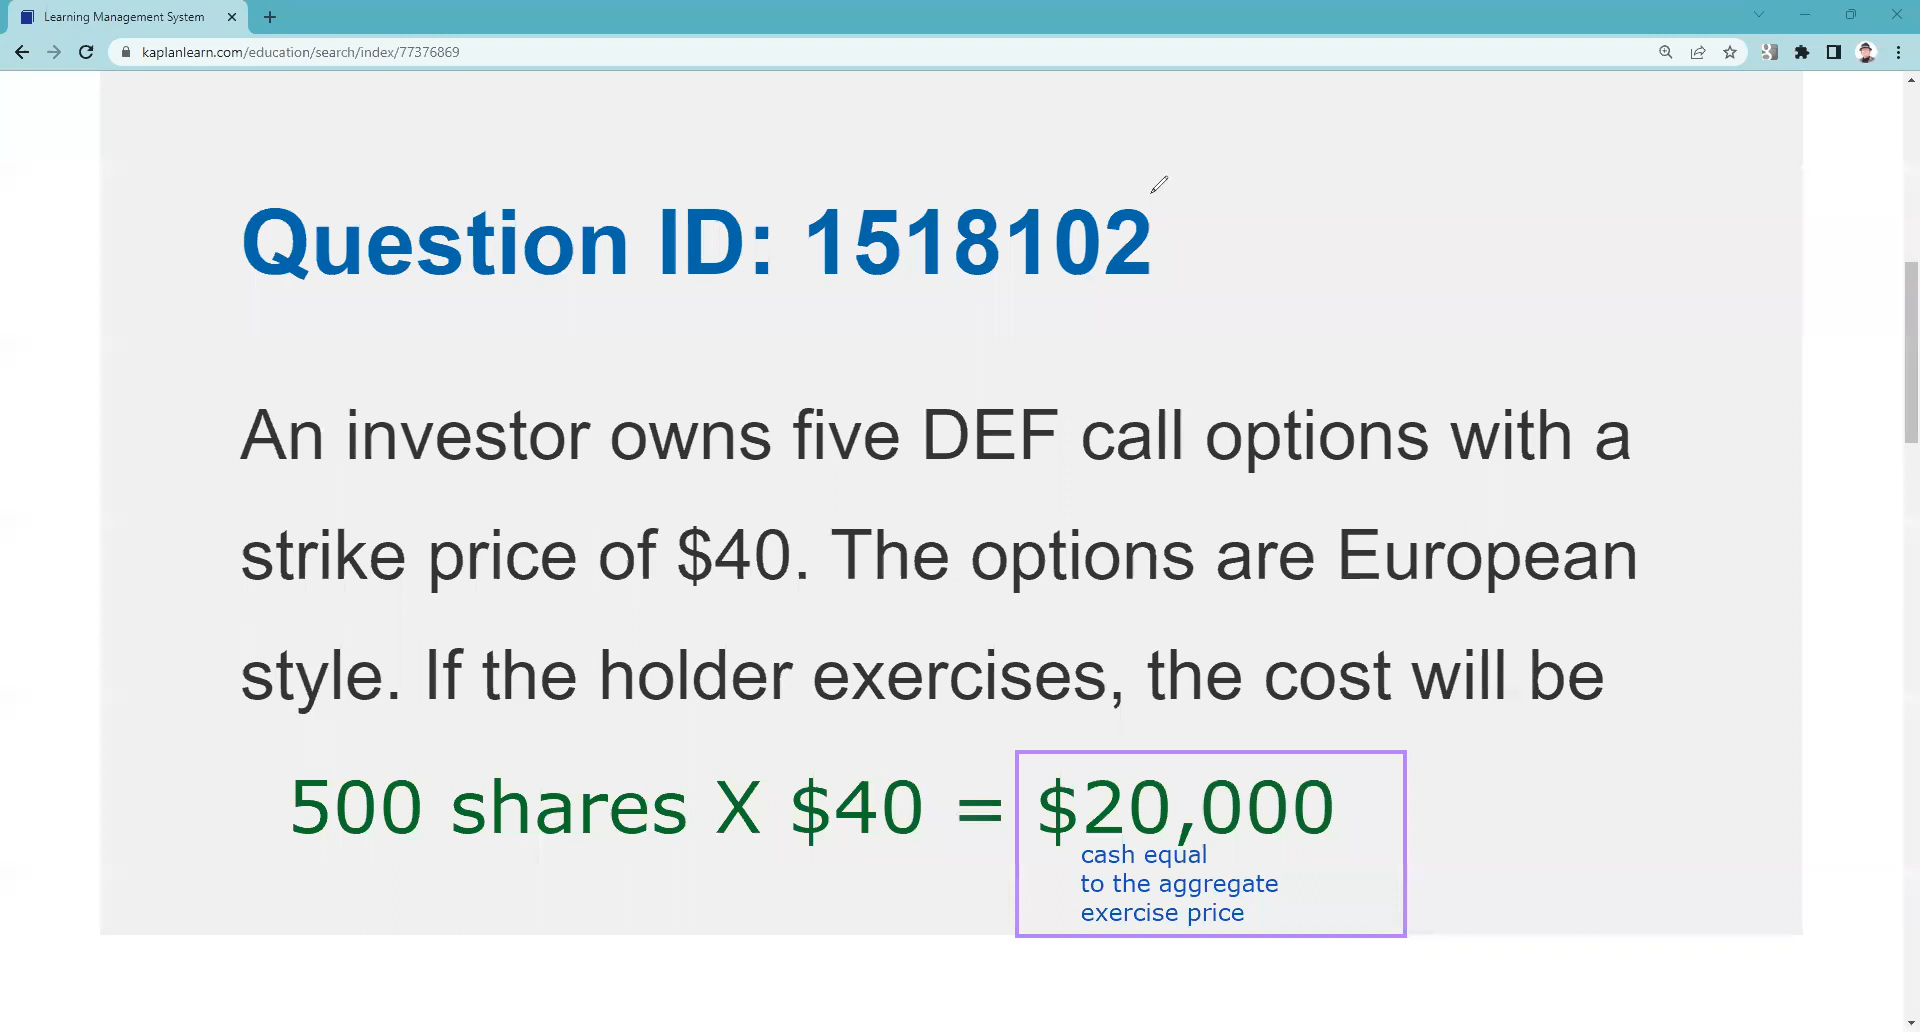 Learning Management System
kaplanlearn.com/education/search/index/77376869
Question ID: 1518102
An investor owns five DEF call options with a
strike price of $40. The options are European
style. If the holder exercises, the cost will be
500 shares X $40 = $20,000
cash equal
to the aggregate
exercise price